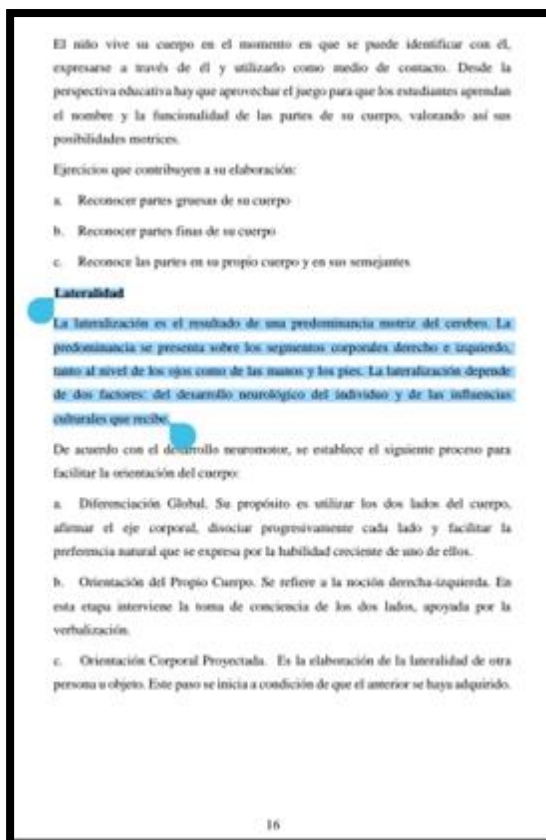 El niño vive su cuerpo en el momento en que se puede identificar con él,
expresarse a través de él y utilizarlo como medio de contacto. Desde la
perspectiva educativa hay que aprovechar el juego para que los estudiantes aprendan
el nombre y la funcionalidad de las partes de su cuerpo, valorando así sus
posibilidades motrices.
Ejercicios que contribuyen a su elaboración:
a. Reconocer partes gruesas de su cuerpo
b. Reconocer partes finas de su cuerpo
c. Reconoce las partes en su propio cuerpo y en sus semejantes
Lateralidad
La lateralización es el resultado de una predominancia motriz del cerebro. La
predominancia se presenta sobre los segmentos corporales derecho e izquierdo,
tanto al nivel de los ojos como de las manos y los pies. La lateralización depende
de dos factores: del desarrollo neurológico del individuo y de las influencias
culturales que recibe.
De acuerdo con el desarrollo neuromotor, se establece el siguiente proceso para
facilitar la orientación del cuerpo:
a. Diferenciación Global. Su propósito es utilizar los dos lados del cuerpo,
afirmar el eje corporal, disociar progresivamente cada lado y facilitar la
preferencia natural que se expresa por la habilidad creciente de uno de ellos.
b. Orientación del Propio Cuerpo. Se refiere a la noción derecha-izquierda. En
esta etapa interviene la toma de conciencia de los dos lados, apoyada por la
verbalización.
c. Orientación Corporal Proyectada. Es la elaboración de la lateralidad de otra
persona u objeto. Este paso se inicia a condición de que el anterior se haya adquirido.
16